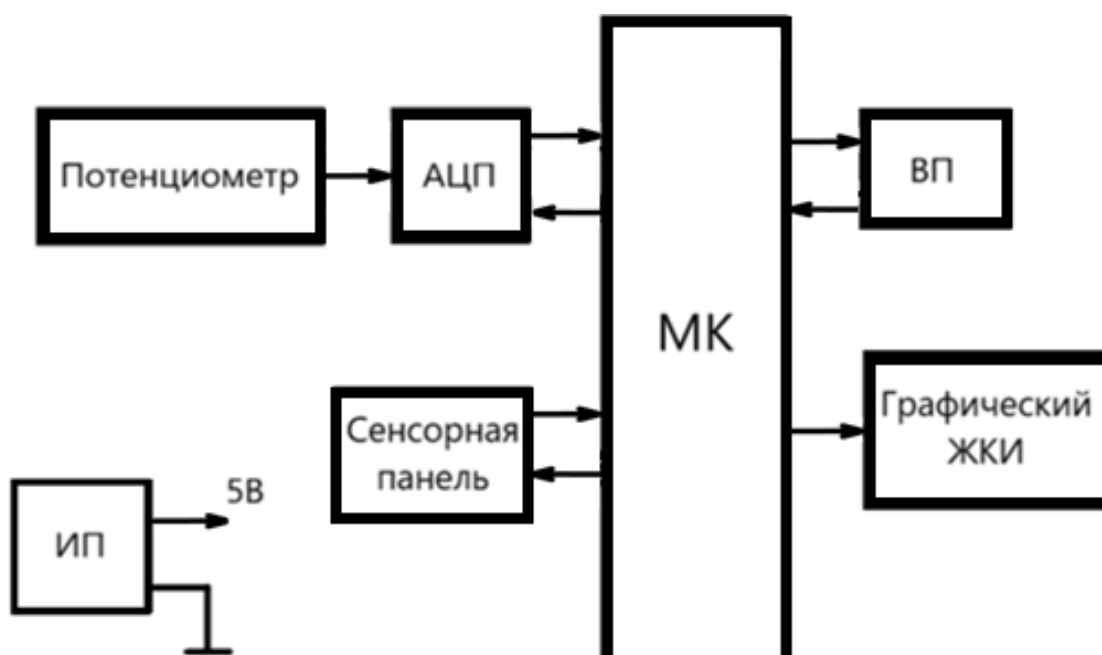 Потенциометр
АЦП
ВП
МК
Сенсорная
панель
Графический
ЖКИ
5В
ИП